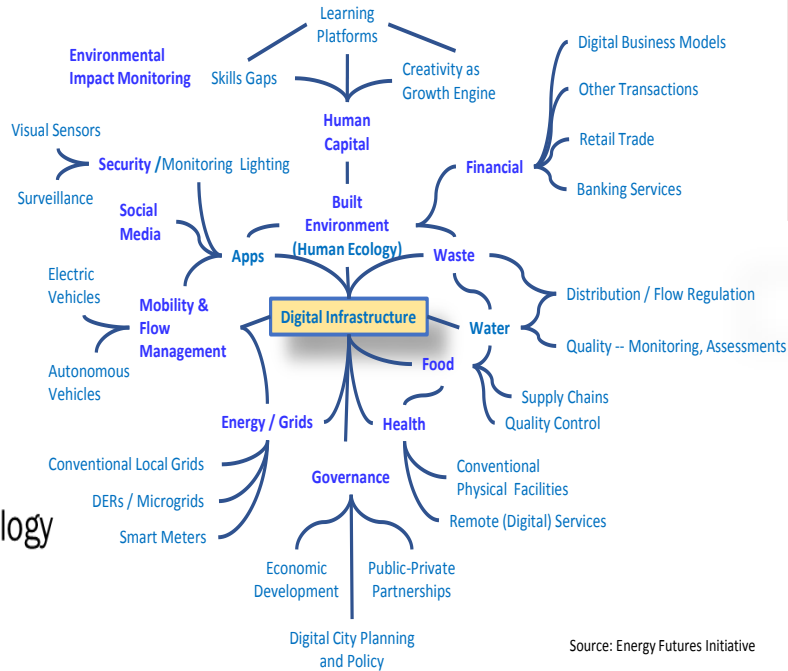 Learning
Platforms
Environmental
Impact Monitoring
Skills Gaps
Creativity as
Growth Engine
Digital Business Models
Other Transactions
Retail Trade
Banking Services
Human
Capital
Financial
Visual Sensors
Security /Monitoring Lighting
Surveillance
Social
Media
Built
Environment
(Human Ecology)
Apps
Waste
Electric
Vehicles
Mobility &
Flow
Management
Autonomous
Vehicles
Digital Infrastructure
Water
Distribution / Flow Regulation
Quality -- Monitoring, Assessments
Food
Supply Chains
Quality Control
Energy / Grids
Health
Conventional Local Grids
DERs / Microgrids
Smart Meters
Governance
Conventional
Physical Facilities
Remote (Digital) Services
logy
Economic
Development
Public-Private
Partnerships
Digital City Planning
and Policy
Source: Energy Futures Initiative